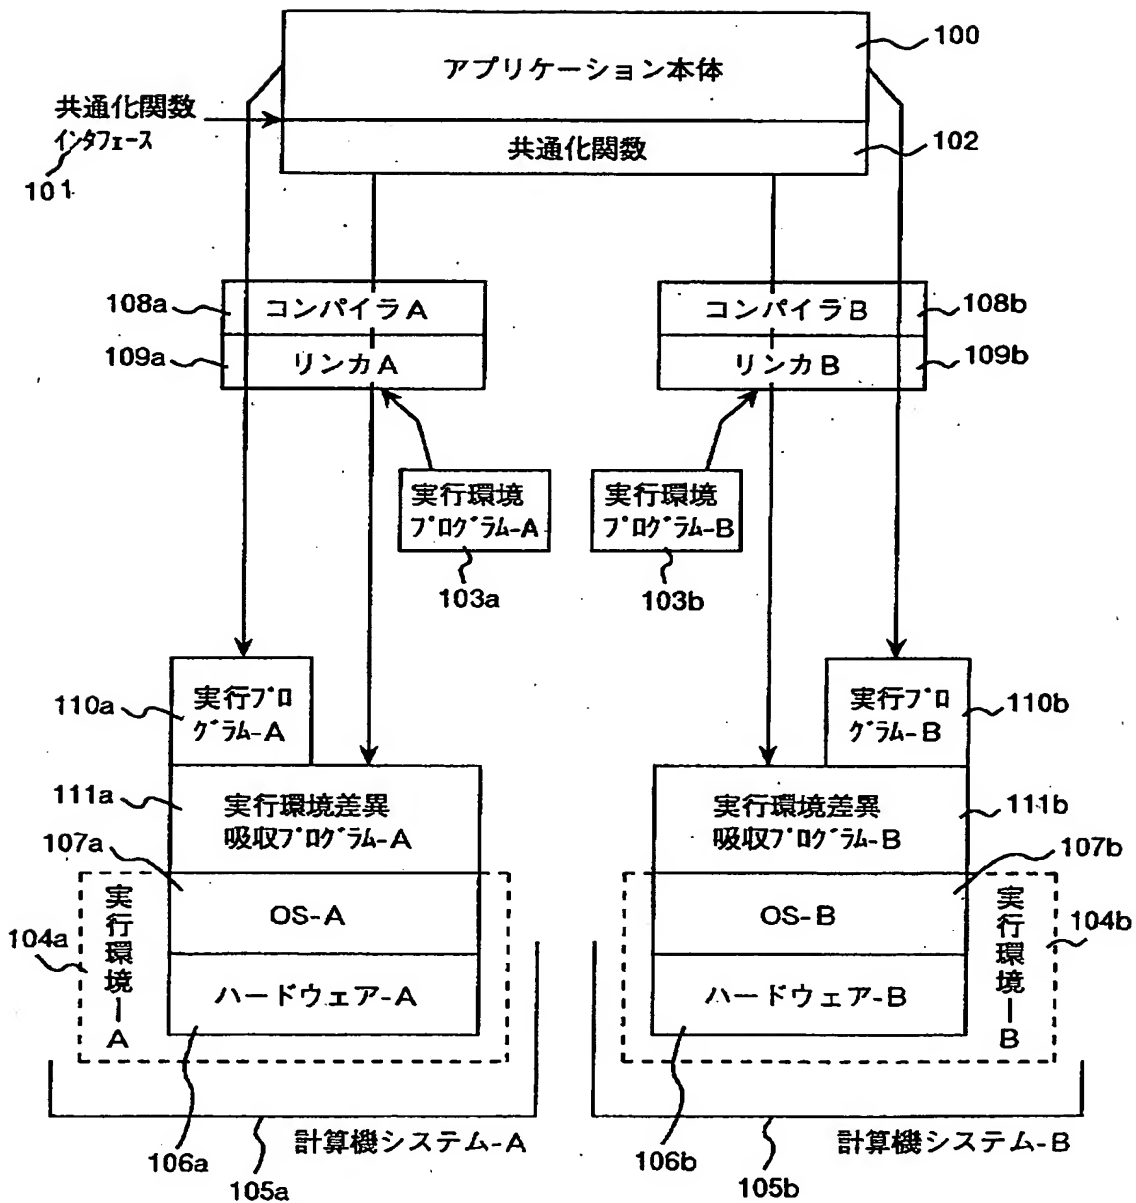 100
アプリケーション本体
共通化関数
インタフェース
101
共通化関数
102
108a
コンパイラA
コンパイラB
108b
109a
リンカA
リンカB
109b
実行環境
プログラム-A
実行環境
プログラム-B
103a
103b
110a
実行プロ
グラム-A
実行プロ
グラム-B
110b
111a
実行環境差異
吸収プログラム-A
実行環境差異
吸収プログラム-B
111b
107a
107b
104a
実行環境-A
OS-A
OS-B
実行環境-B
104b
ハードウェア-A
ハードウェア-B
計算機システム-A
計算機システム-B
106a
105a
106b
105b